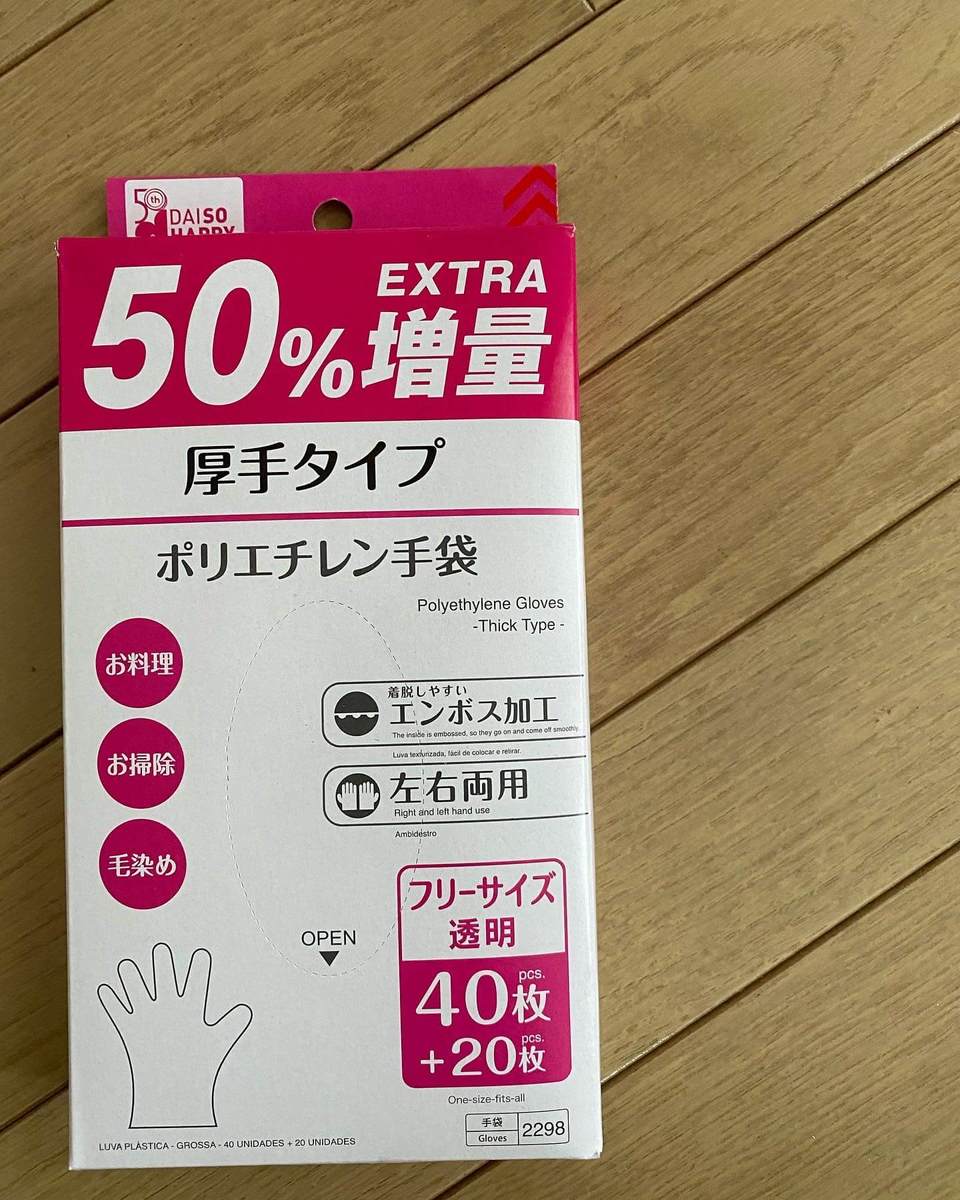 50th
DAISO
HAPPY
EXTRA
50%増量
厚手タイプ
ポリエチレン手袋
Polyethylene Gloves
-Thick Type -
お料理
お掃除
毛染め
着脱しやすい
エンボス加工
The inside is embossed, so they go on and come off smoothly.
Luva texturizada, fácil de colocar e retirar.
左右両用
Right and left hand use
Ambidestro
OPEN
フリーサイズ
透明
pcs.
40枚
pcs.
+20枚
One-size-fits-all
手袋
Gloves
2298
LUVA PLÁSTICA - GROSSA - 40 UNIDADES + 20 UNIDADES